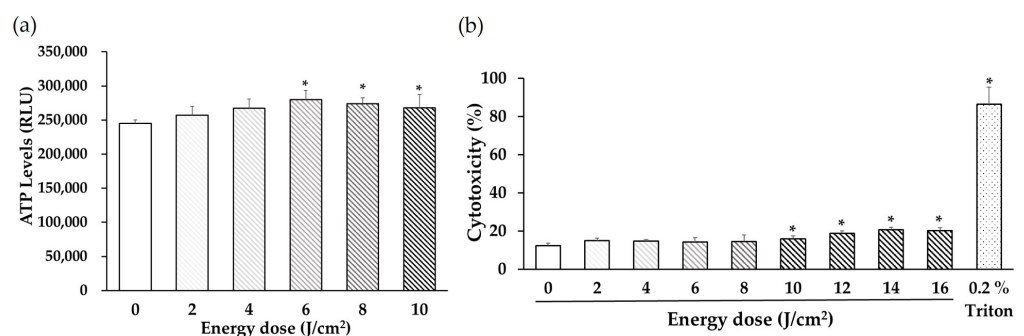 (a)
350,000
300,000
250,000
200,000
150,000
100,000
50,000
0
ATP Levels (RLU)
* * *
0 2 4 6 8 10
Energy dose (J/cm²)
(b)
100
80
60
40
20
0
Cytotoxicity (%)
* * * * *
0 2 4 6 8 10 12 14 16 0.2 %
Triton
Energy dose (J/cm²)